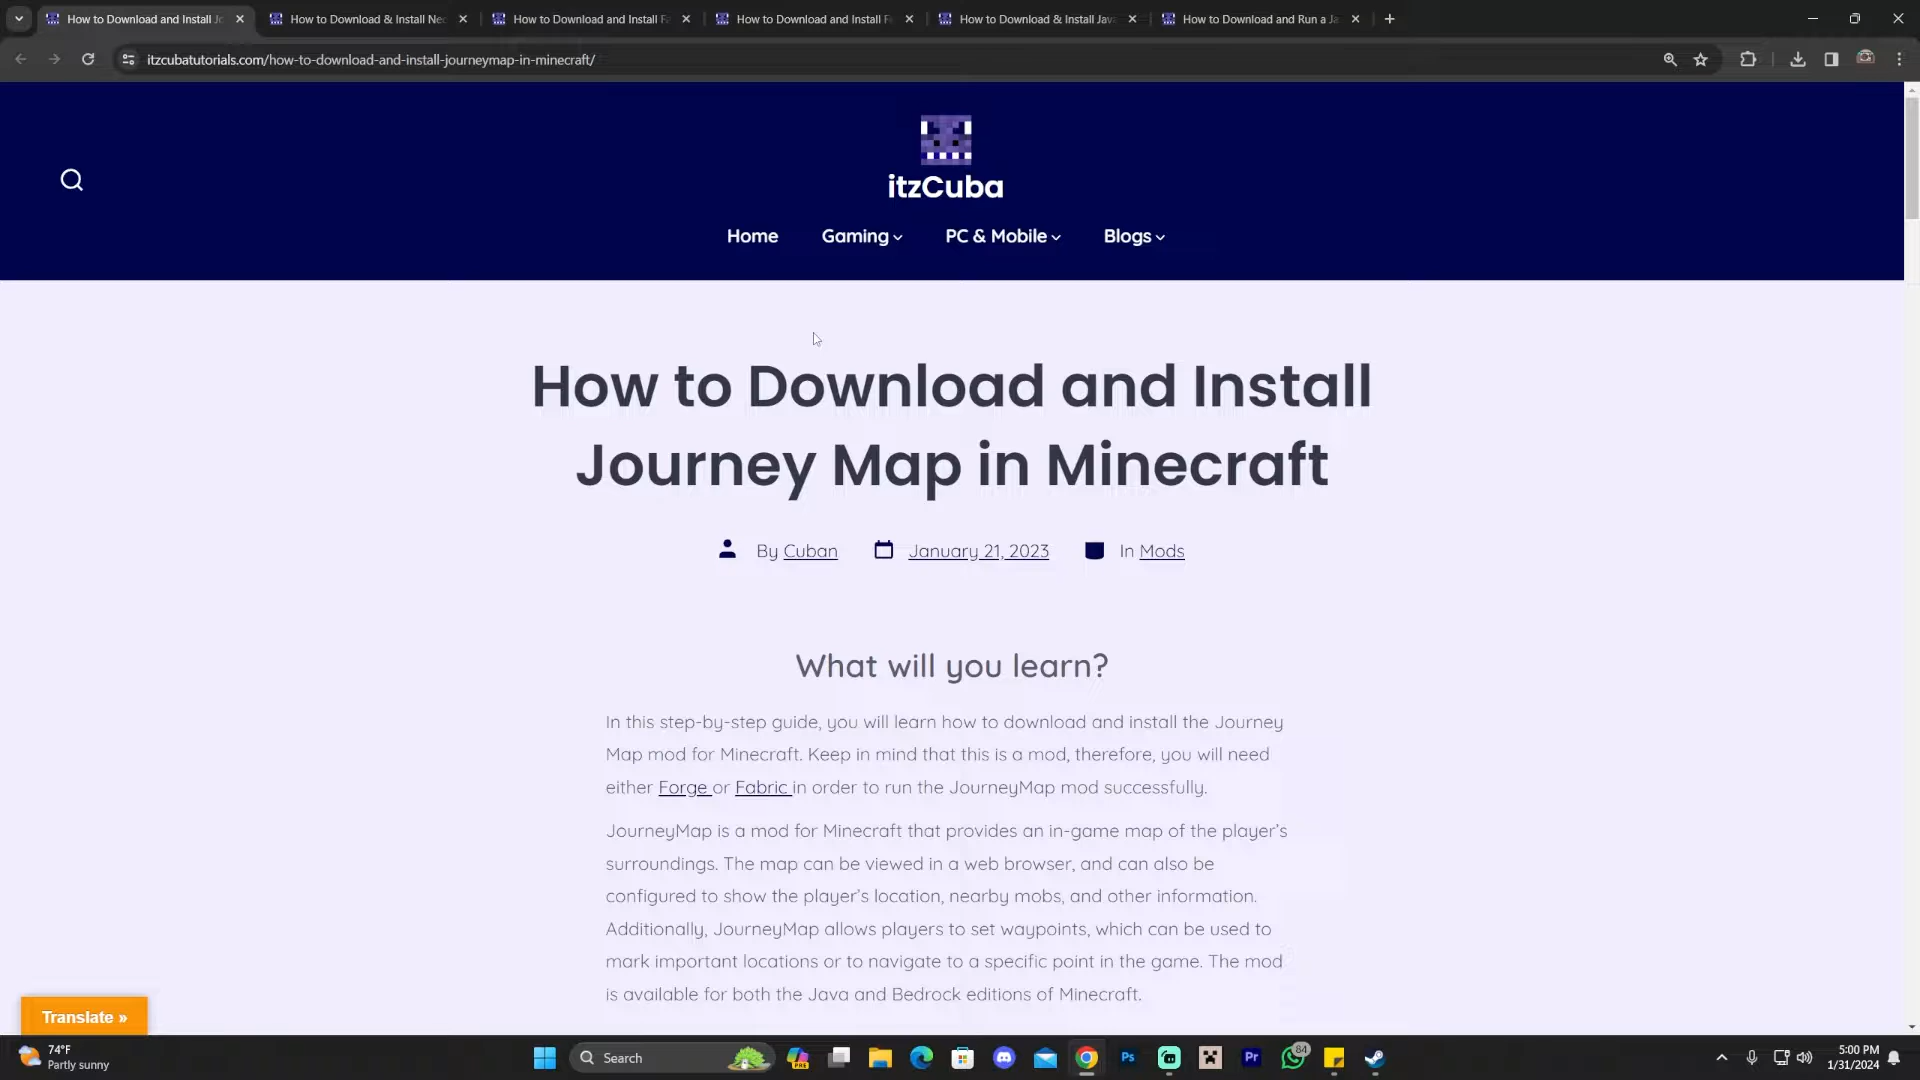 How to Download and Install Jo
How to Download & Install Nec
How to Download and Install Fa
How to Download and Install F
How to Download & Install Java
How to Download and Run a Ja
itzcubatutorials.com/how-to-download-and-install-journeymap-in-minecraft/
itzCuba
Home Gaming PC & Mobile Blogs
How to Download and Install
Journey Map in Minecraft
By Cuban January 21, 2023 In Mods
What will you learn?
In this step-by-step guide, you will learn how to download and install the Journey
Map mod for Minecraft. Keep in mind that this is a mod, therefore, you will need
either Forge or Fabric in order to run the JourneyMap mod successfully.
JourneyMap is a mod for Minecraft that provides an in-game map of the player's
surroundings. The map can be viewed in a web browser, and can also be
configured to show the player's location, nearby mobs, and other information.
Additionally, JourneyMap allows players to set waypoints, which can be used to
mark important locations or to navigate to a specific point in the game. The mod
is available for both the Java and Bedrock editions of Minecraft.
Translate »
74°F
Partly sunny
Search
PRE
Ps
Pr
84
5:00 PM
1/31/2024